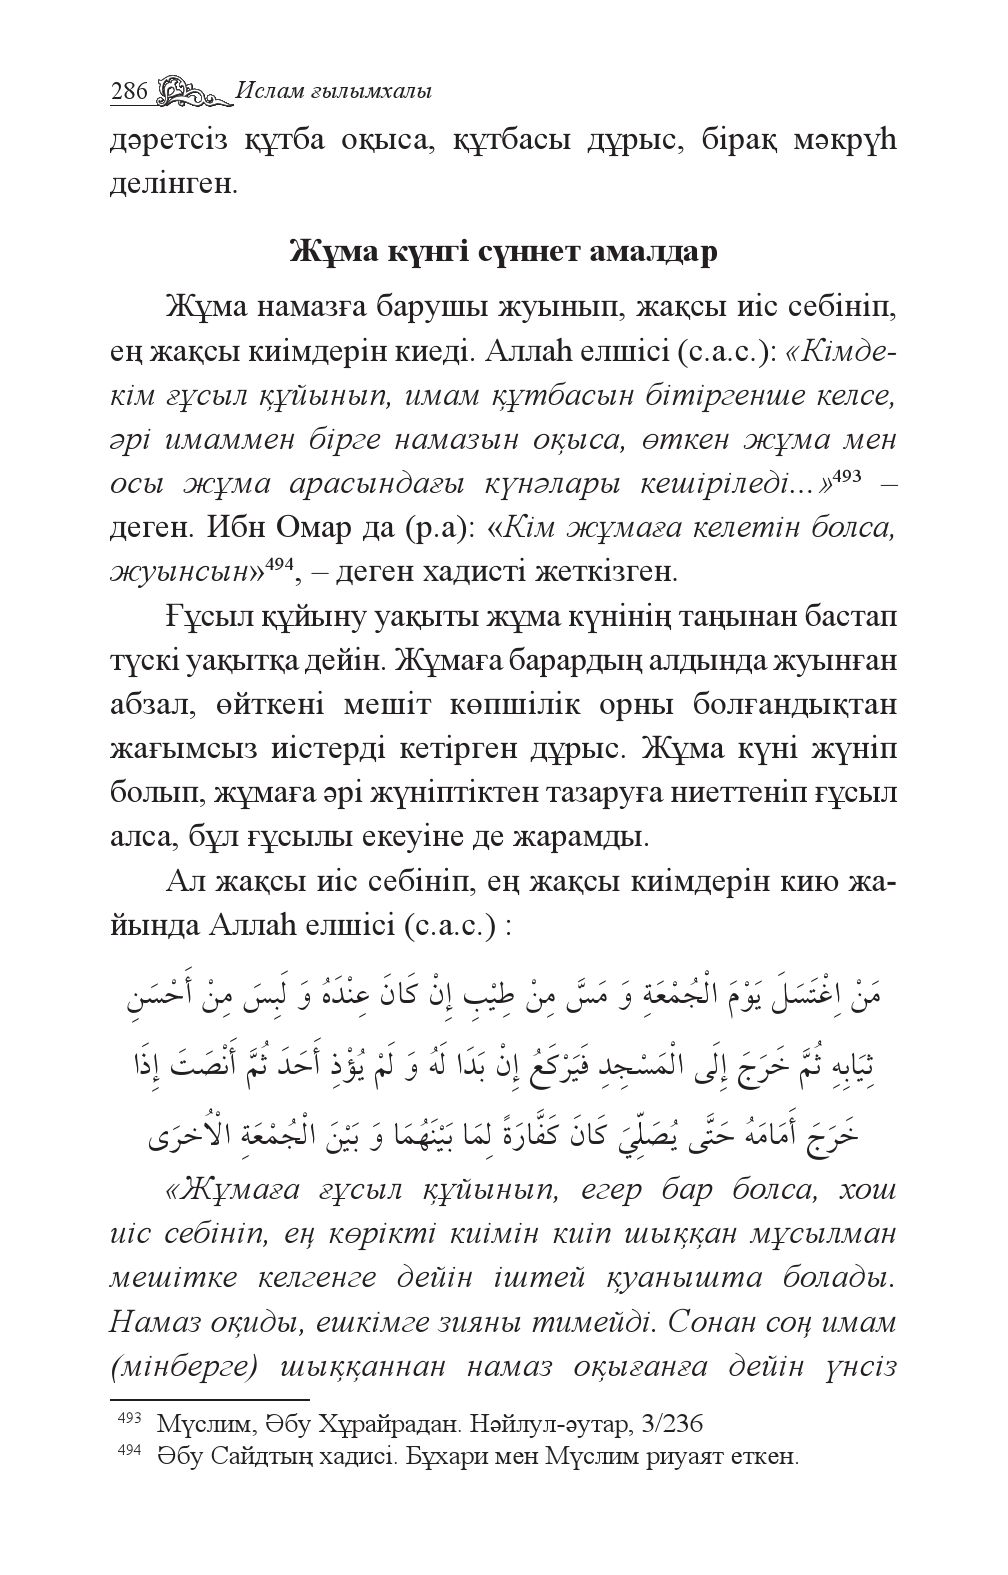 286 Ислам ғылымхалы
дәретсіз құтба оқыса, құтбасы дұрыс, бірақ мәкрүһ
делінген.
Жұма күнгі сүннет амалдар
Жұма намазға барушы жуынып, жақсы иіс себініп,
ең жақсы киімдерін киеді. Аллаһ елшісі (с.а.с.): «Кімде-
кім ғұсыл құйынып, имам құтбасын бітіргенше келсе,
әрі имаммен бірге намазын оқыса, өткен жұма мен
осы жұма арасындағы күнәлары кешіріледі...»493 –
деген. Ибн Омар да (р.а): «Кім жұмаға келетін болса,
жуынсын»494, – деген хадисті жеткізген.
Ғұсыл құйыну уақыты жұма күнінің таңынан бастап
түскі уақытқа дейін. Жұмаға барардың алдында жуынған
абзал, өйткені мешіт көпшілік орны болғандықтан
жағымсыз иістерді кетірген дұрыс. Жұма күні жүніп
болып, жұмаға әрі жүніптіктен тазаруға ниеттеніп ғұсыл
алса, бұл ғұсылы екеуіне де жарамды.
Ал жақсы иіс себініп, ең жақсы киімдерін кию жа-
йында Аллаһ елшісі (с.а.с.) :
مَنْ اِغْتَسَلَ يَوْمَ الْجُمْعَةِ وَ مَسَّ مِنْ طِيْبِ إِنْ كَانَ عِنْدَهُ وَ لَبِسَ مِنْ أَحْسَنِ
ثِيَابِهِ ثُمَّ خَرَجَ إِلَى الْمَسْجِدِ فَيَرْكَعُ إِنْ بَدَا لَهُ وَ لَمْ يُؤْذِ أَحَدَ ثُمَّ أَنْصَتَ إِذَا
خَرَجَ أَمَامَهُ حَتَّى يُصَلِّيَ كَانَ كَفَّارَةً لِمَا بَيْنَهُمَا وَ بَيْنَ الْجُمْعَةِ الْاُخرَى
«Жұмаға ғұсыл құйынып, егер бар болса, хош
иіс себініп, ең көрікті киімін киіп шыққан мұсылман
мешітке келгенге дейін іштей қуанышта болады.
Намаз оқиды, ешкімге зияны тимейді. Сонан соң имам
(мінберге) шыққаннан намаз оқығанға дейін үнсіз
493 Мүслим, Әбу Хұрайрадан. Нәйлул-әутар, 3/236
494 Әбу Сайдтың хадисі. Бұхари мен Мүслим риуаят еткен.